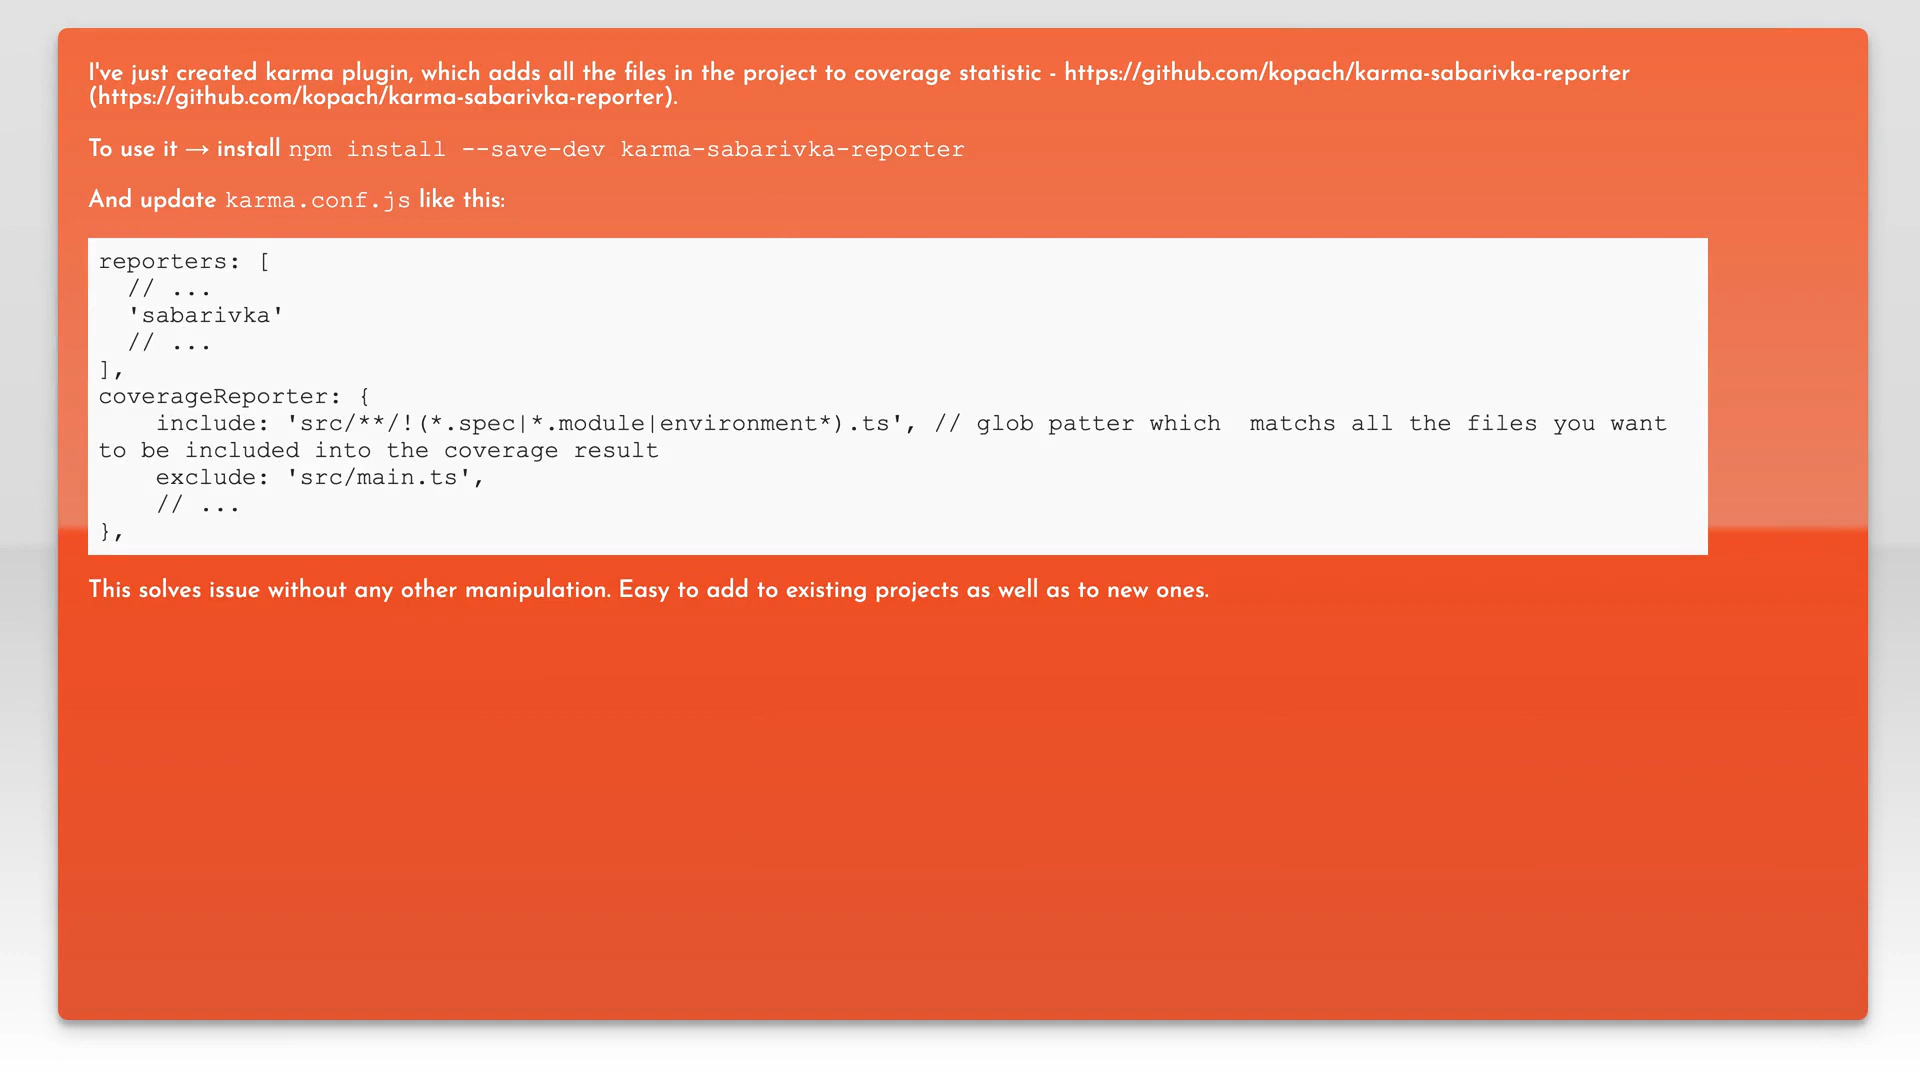 I've just created karma plugin, which adds all the files in the project to coverage statistic - https://github.com/kopach/karma-sabarivka-reporter
(https://github.com/kopach/karma-sabarivka-reporter).
To use it → install npm install --save-dev karma-sabarivka-reporter
And update karma.conf.js like this:
reporters: [
  // ...
  'sabarivka'
  // ...
],
coverageReporter: {
    include: 'src/**/!(*.spec|*.module|environment*).ts', // glob patter which  matchs all the files you want
to be included into the coverage result
    exclude: 'src/main.ts',
    // ...
},
This solves issue without any other manipulation. Easy to add to existing projects as well as to new ones.